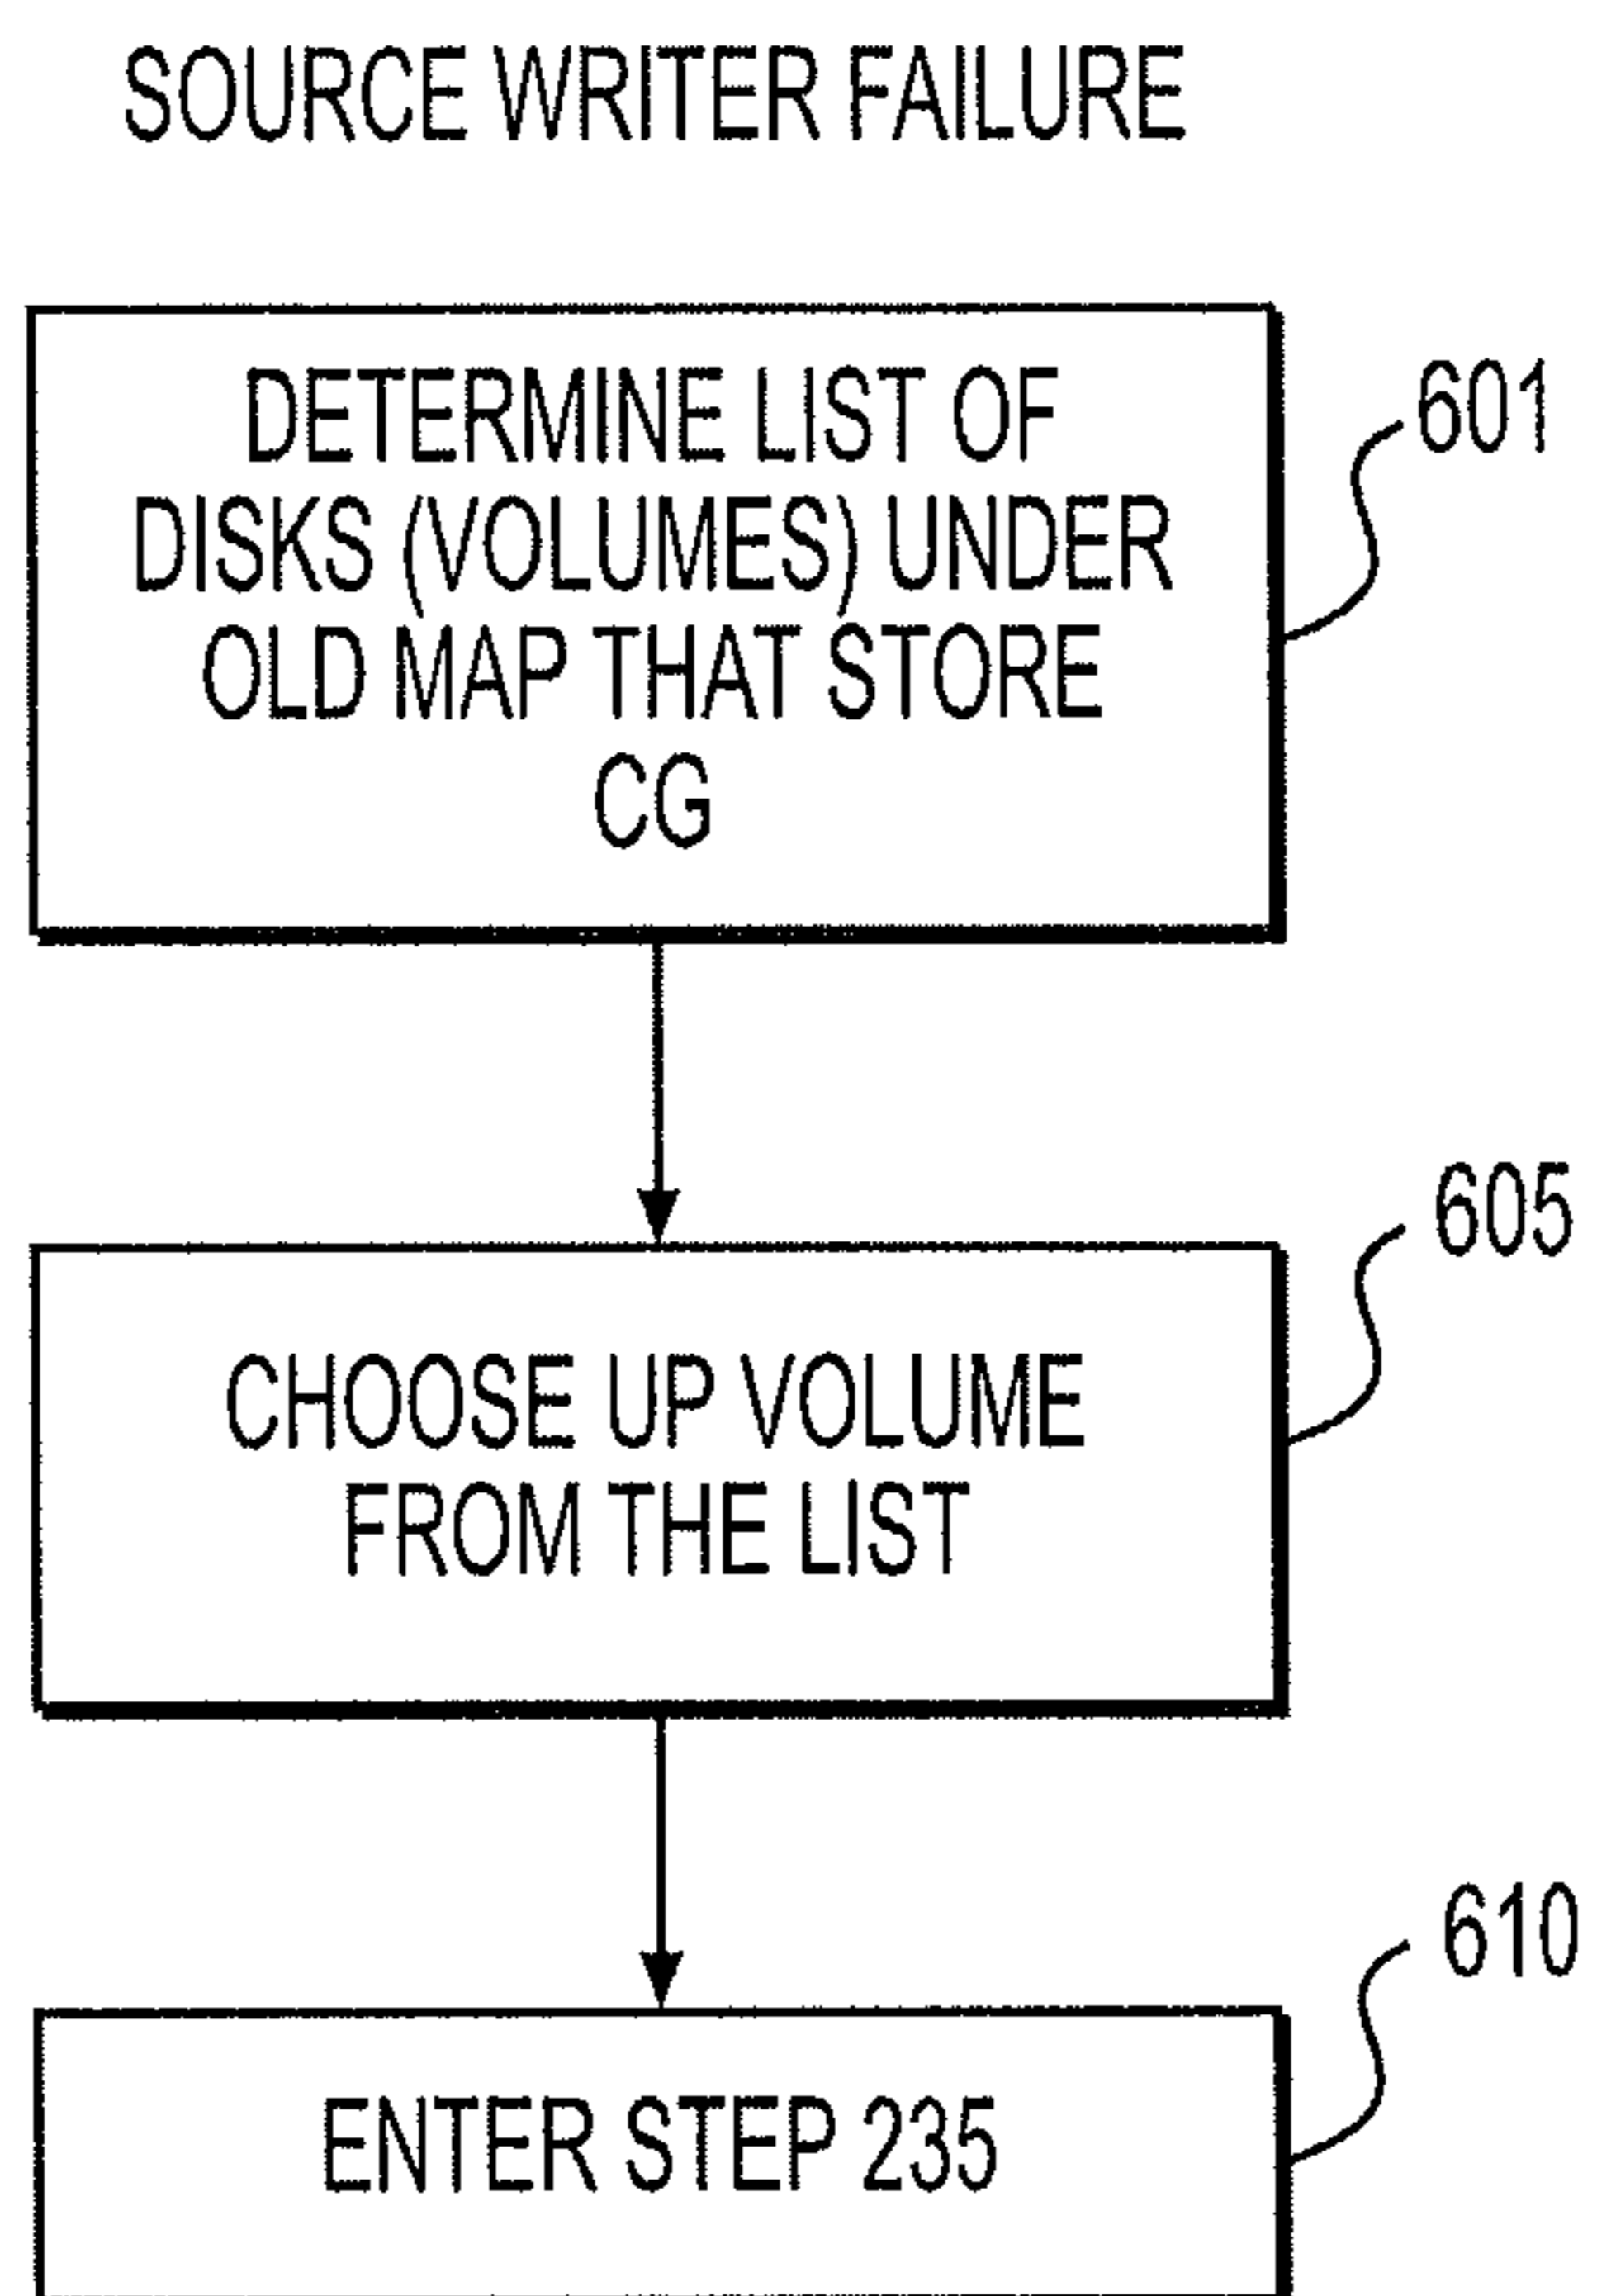 SOURCE WRITER FAILURE
DETERMINE LIST OF
DISKS (VOLUMES) UNDER
OLD MAP THAT STORE
CG
601
CHOOSE UP VOLUME
FROM THE LIST
605
ENTER STEP 235
610